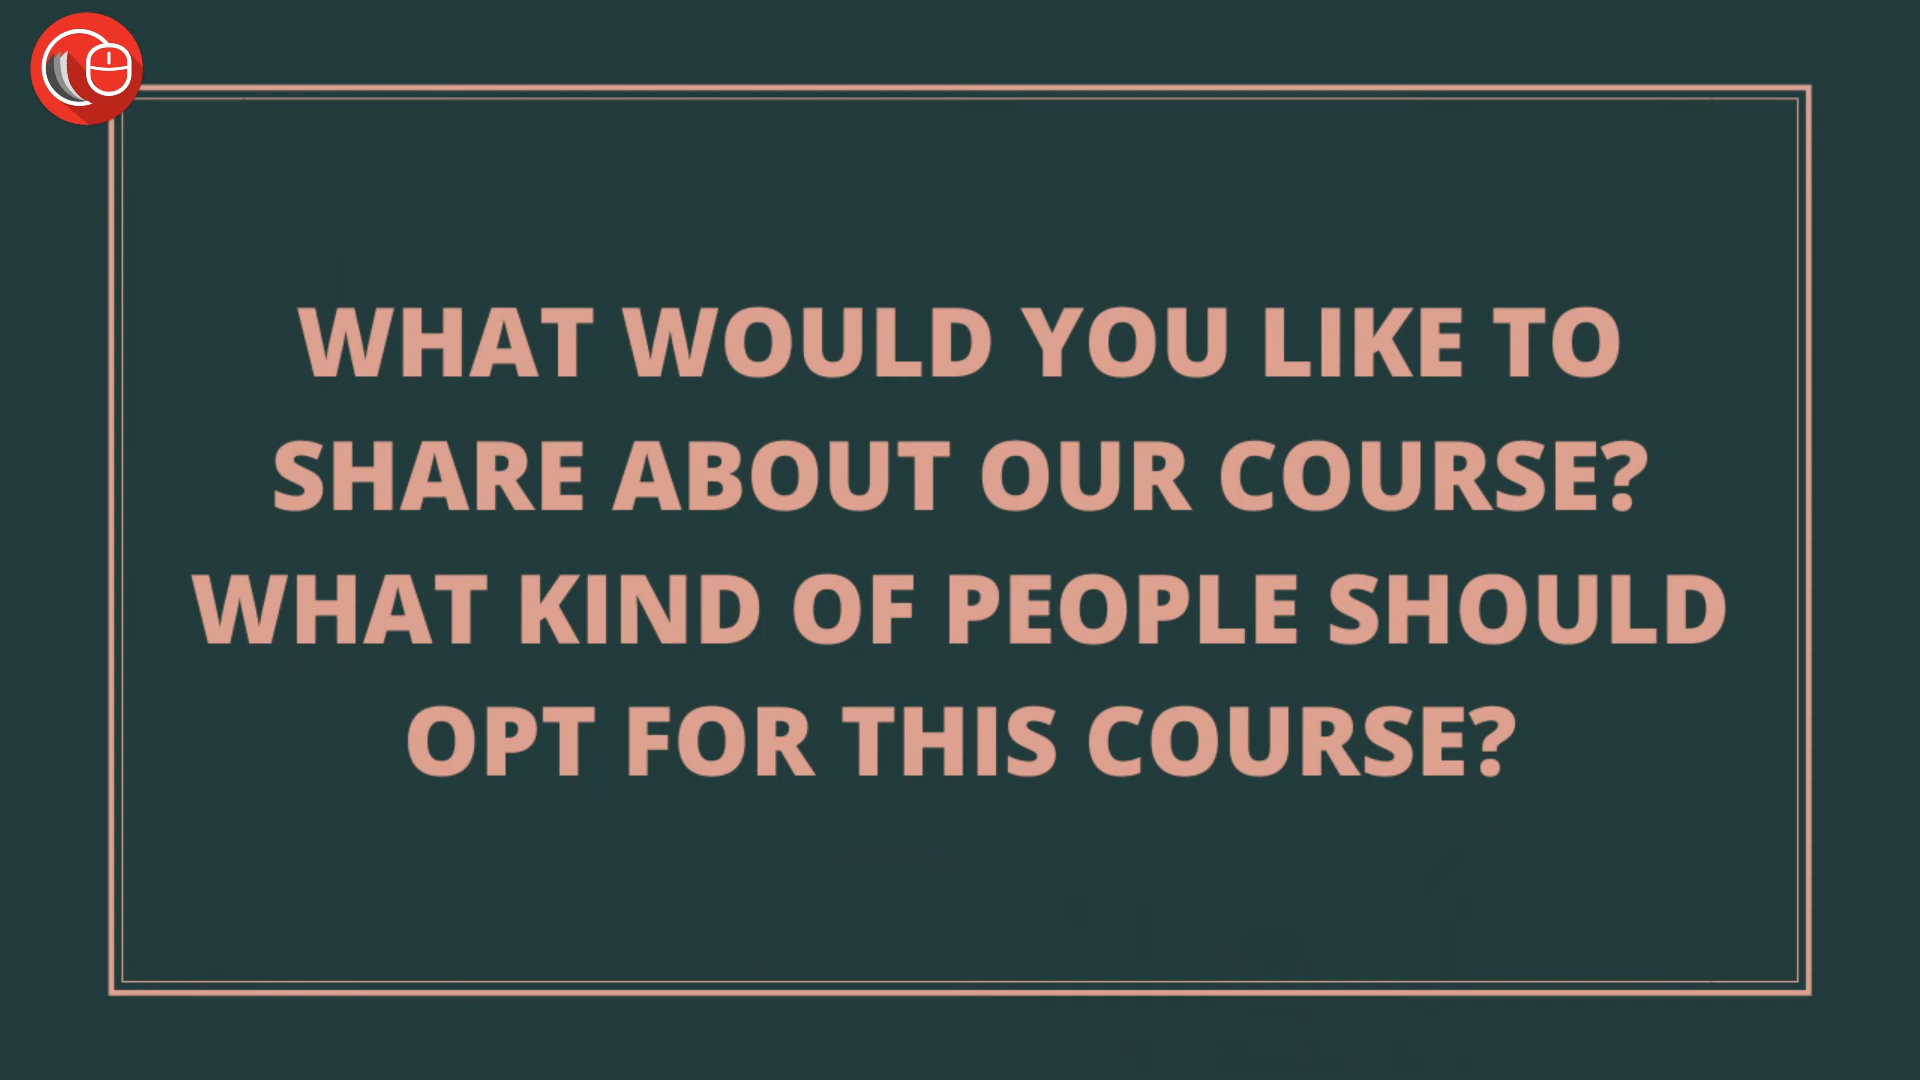 WHAT WOULD YOU LIKE TO
SHARE ABOUT OUR COURSE?
WHAT KIND OF PEOPLE SHOULD
OPT FOR THIS COURSE?